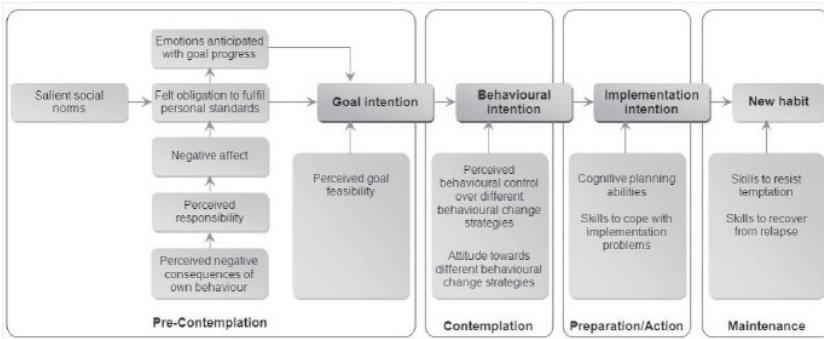 Emotions anticipated
with goal progress
Salient social
norms
Felt obligation to fulfil
personal standards
Goal intention
Behavioural
intention
Implementation
intention
New habit
Negative affect
Perceived
responsibility
Perceived negative
consequences of
own behaviour
Perceived goal
feasibility
Perceived
behavioural control
over different
behavioural change
strategies
Attitude towards
different behavioural
change strategies
Cognitive planning
abilities
Skills to cope with
implementation
problems
Skills to resist
temptation
Skills to recover
from relapse
Pre-Contemplation
Contemplation
Preparation/Action
Maintenance